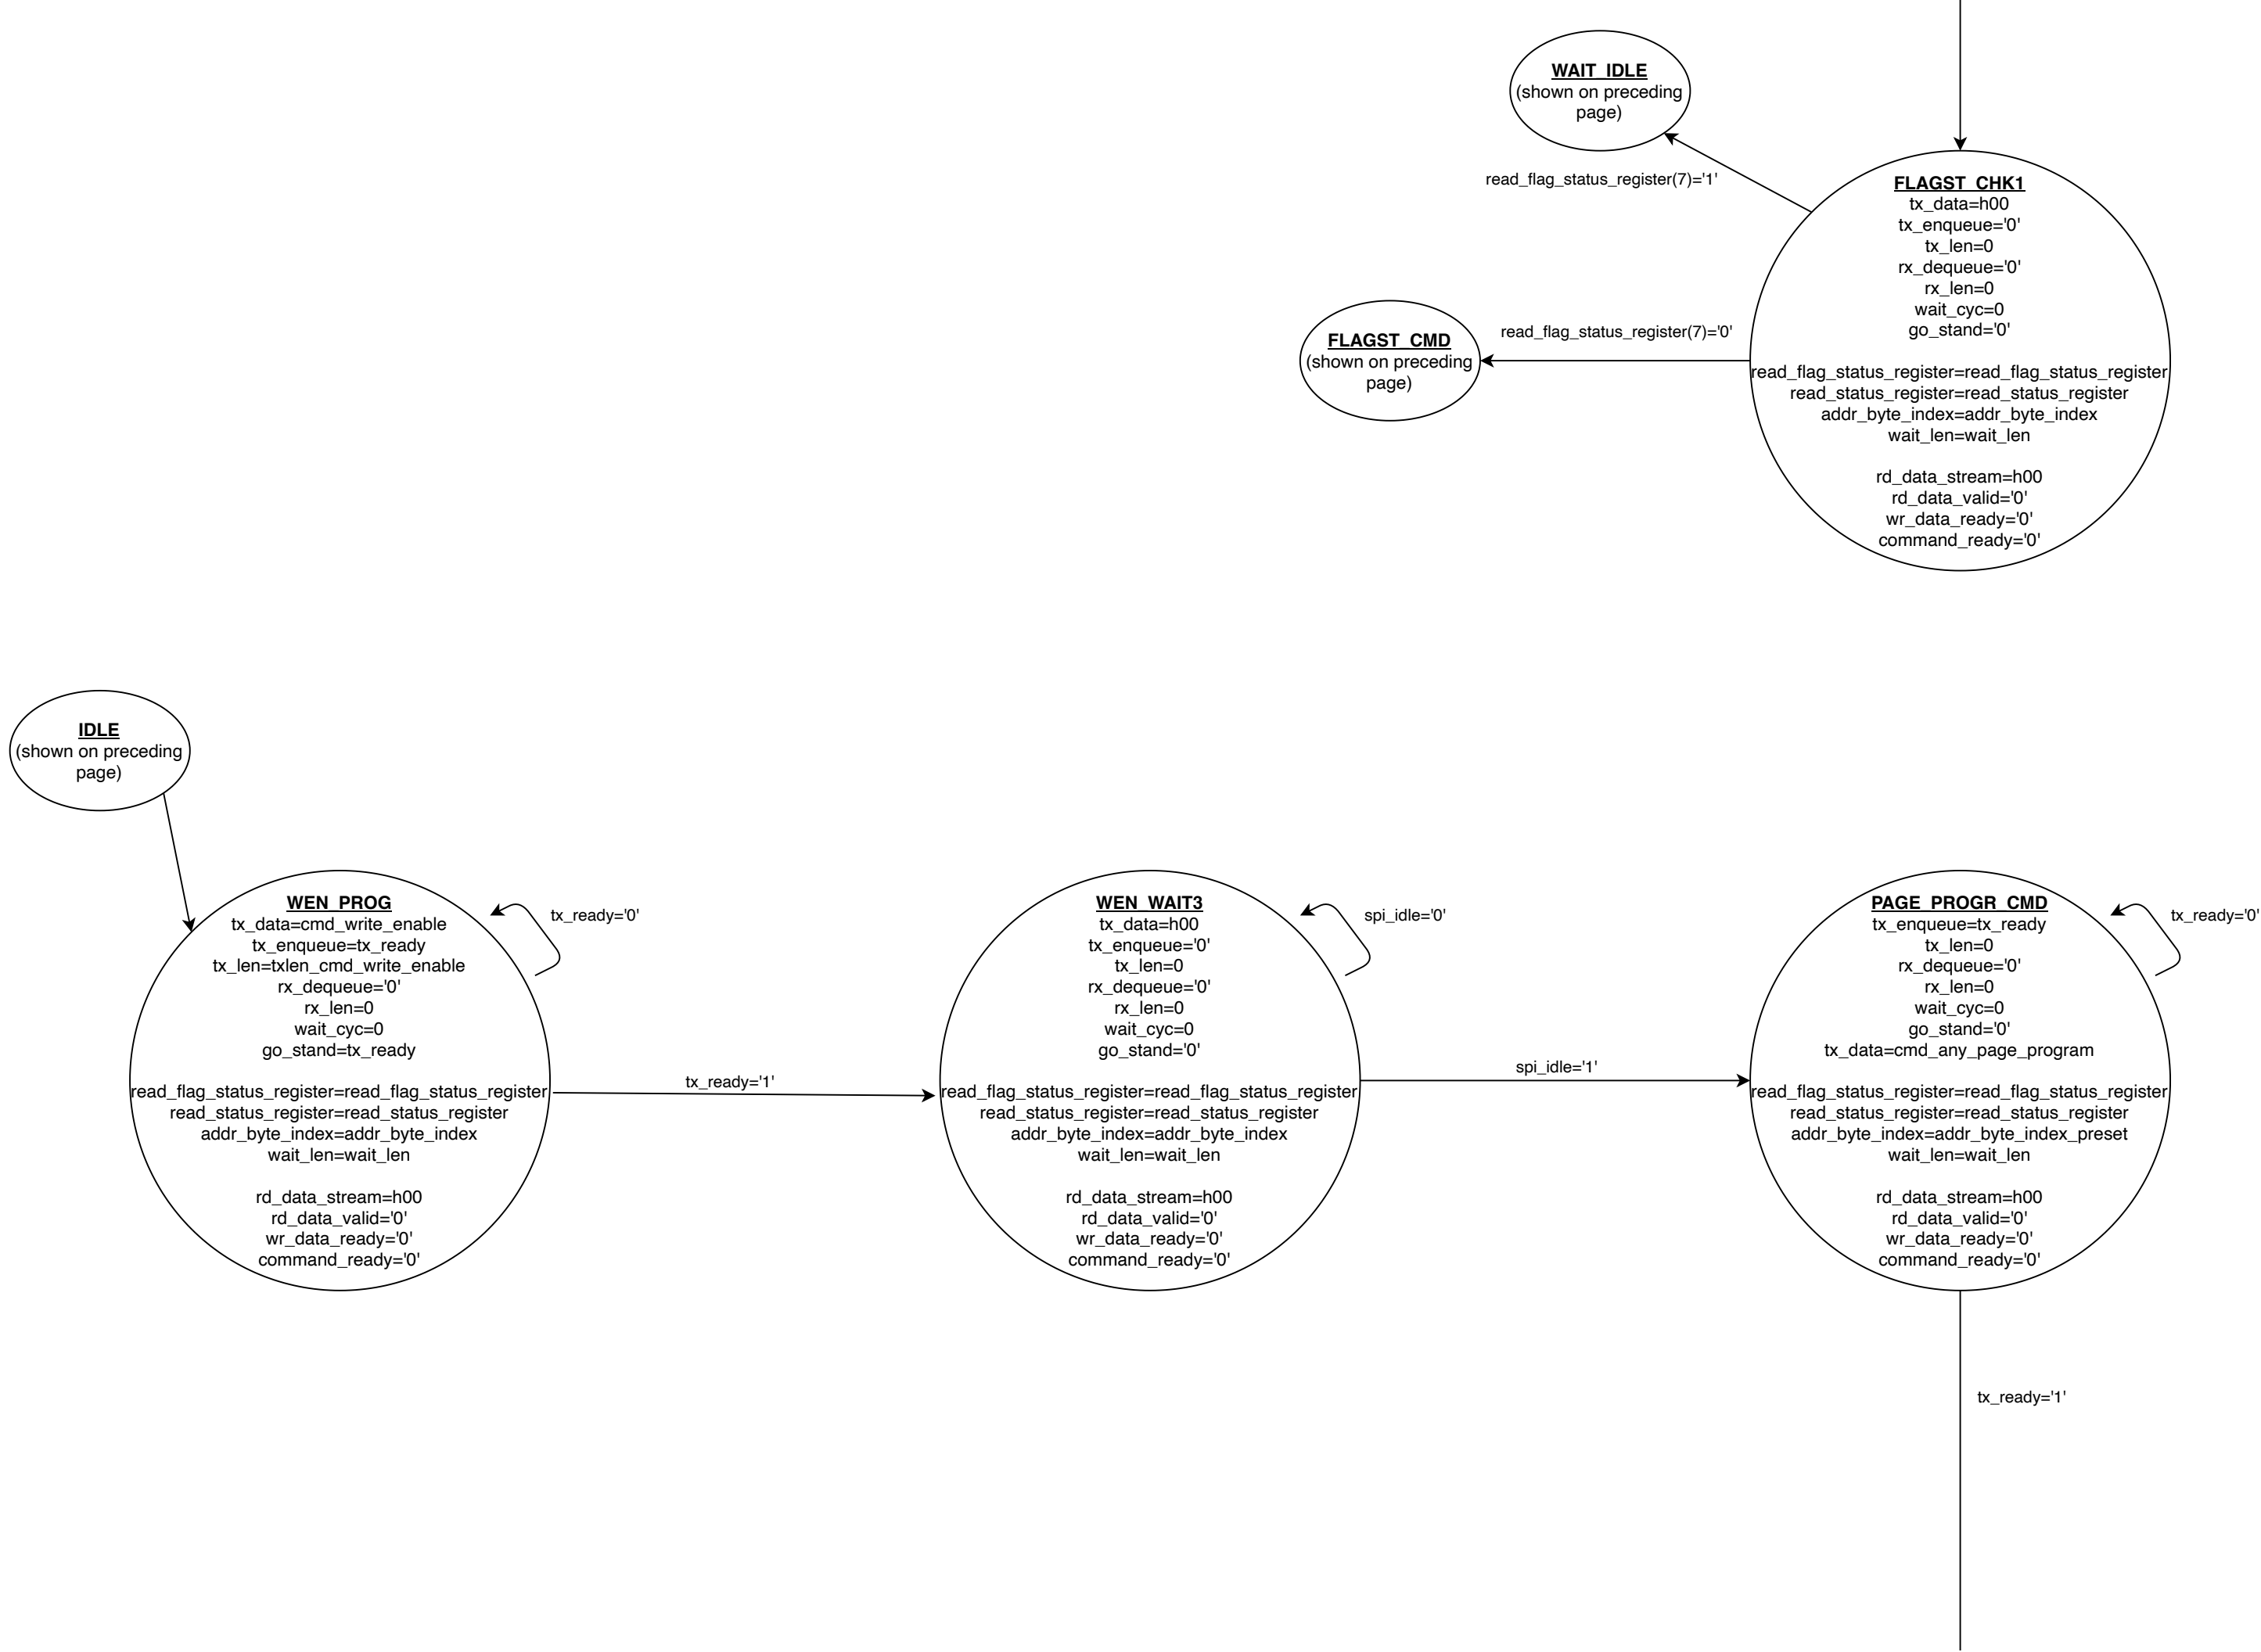 WAIT_IDLE
(shown on preceding
page)
read_flag_status_register(7)='1'
FLAGST_CHK1
tx_data=h00
tx_enqueue='0'
tx_len=0
rx_dequeue='0'
rx_len=0
wait_cyc=0
go_stand='0'
read_flag_status_register=read_flag_status_register
read_status_register=read_status_register
addr_byte_index=addr_byte_index
wait_len=wait_len
rd_data_stream=h00
rd_data_valid='0'
wr_data_ready='0'
command_ready='0'
read_flag_status_register(7)='0'
FLAGST_CMD
(shown on preceding
page)
IDLE
(shown on preceding
page)
WEN_PROG
tx_data=cmd_write_enable
tx_enqueue=tx_ready
tx_len=txlen_cmd_write_enable
rx_dequeue='0'
rx_len=0
wait_cyc=0
go_stand=tx_ready
read_flag_status_register=read_flag_status_register
read_status_register=read_status_register
addr_byte_index=addr_byte_index
wait_len=wait_len
rd_data_stream=h00
rd_data_valid='0'
wr_data_ready='0'
command_ready='0'
tx_ready='0'
tx_ready='1'
WEN_WAIT3
tx_data=h00
tx_enqueue='0'
tx_len=0
rx_dequeue='0'
rx_len=0
wait_cyc=0
go_stand='0'
read_flag_status_register=read_flag_status_register
read_status_register=read_status_register
addr_byte_index=addr_byte_index
wait_len=wait_len
rd_data_stream=h00
rd_data_valid='0'
wr_data_ready='0'
command_ready='0'
spi_idle='0'
spi_idle='1'
PAGE_PROGR_CMD
tx_enqueue=tx_ready
tx_len=0
rx_dequeue='0'
rx_len=0
wait_cyc=0
go_stand='0'
tx_data=cmd_any_page_program
read_flag_status_register=read_flag_status_register
read_status_register=read_status_register
addr_byte_index=addr_byte_index_preset
wait_len=wait_len
rd_data_stream=h00
rd_data_valid='0'
wr_data_ready='0'
command_ready='0'
tx_ready='0'
tx_ready='1'